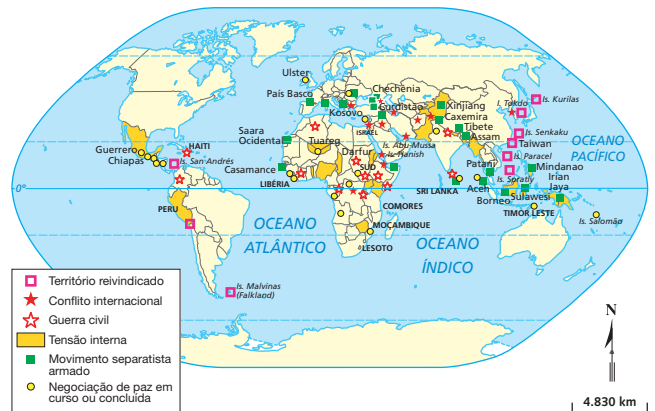 Ulster
País Basco
Chechênia
Is. Kurilas
Curdistão
Xinjiang
I. Tokdo
Kosovo
Caxemira
Guerrero
Chiapas
HAITI
Saara
Ocidental
ISRAEL
Tibete
Assam
Is. Senkaku
Taiwan
OCEANO
PACÍFICO
Is. San Andrés
Tuareg
Is. Abu-Mussa
Is. Hanish
Darfur
Patani
Is. Paracel
Mindanao
Casamance
SUD
Is. Spratly
Irian
Jaya
LIBÉRIA
SRI LANKA
Aceh
0°
PERU
COMORES
Borneo
Sulawesi
TIMOR LESTE
Is. Salomão
OCEANO
ATLÂNTICO
MOÇAMBIQUE
OCEANO
ÍNDICO
LESOTO
Território reivindicado
Is. Malvinas
(Falkland)
Conflito internacional
Guerra civil
Tensão interna
Movimento separatista
armado
Negociação de paz em
curso ou concluída
N
4.830 km